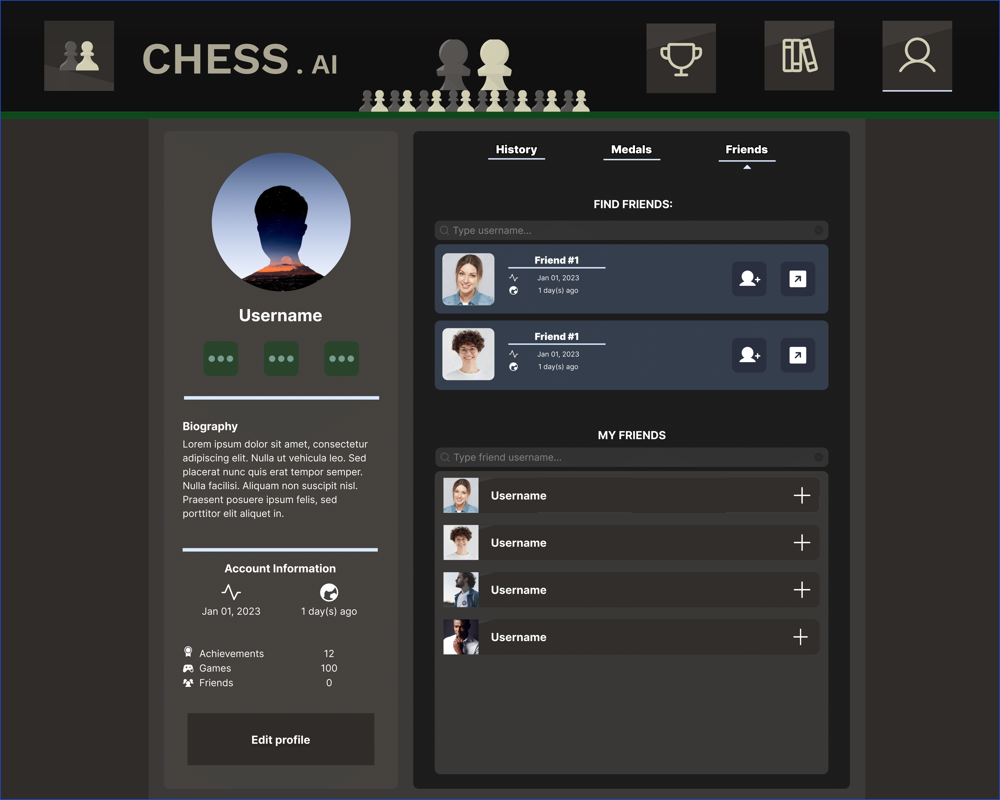 CHESS . AI
Username
Biography
Lorem ipsum dolor sit amet, consectetur
adipiscing elit. Nulla ut vehicula leo. Sed
placerat nunc quis erat tempor semper.
Nulla facilisi. Aliquam non suscipit nisl.
Praesent posuere ipsum felis, sed
porttitor elit aliquet in.
Account Information
Jan 01, 2023 1 day(s) ago
Achievements 12
Games 100
Friends 0
Edit profile
History Medals Friends
FIND FRIENDS:
Type username...
Friend #1
Jan 01, 2023
1 day(s) ago
Friend #1
Jan 01, 2023
1 day(s) ago
MY FRIENDS
Type friend username...
Username
Username
Username
Username